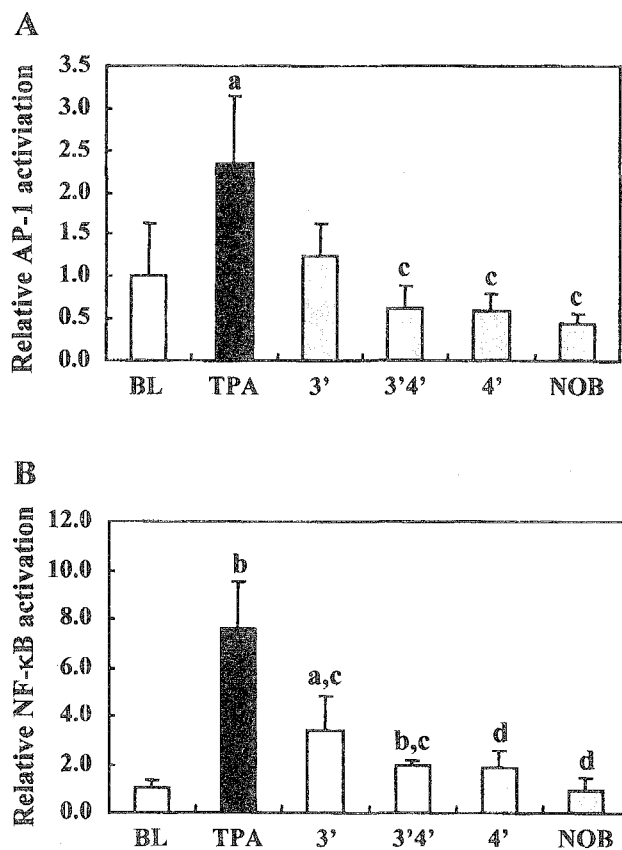 A
Relative AP-1 activiation
3.5
3.0
2.5
2.0
1.5
1.0
0.5
0.0
a
c
c
c
BL TPA 3' 3'4' 4' NOB
B
Relative NF-κB activation
12.0
10.0
8.0
6.0
4.0
2.0
0.0
b
a,c
b,c
d
d
BL TPA 3' 3'4' 4' NOB